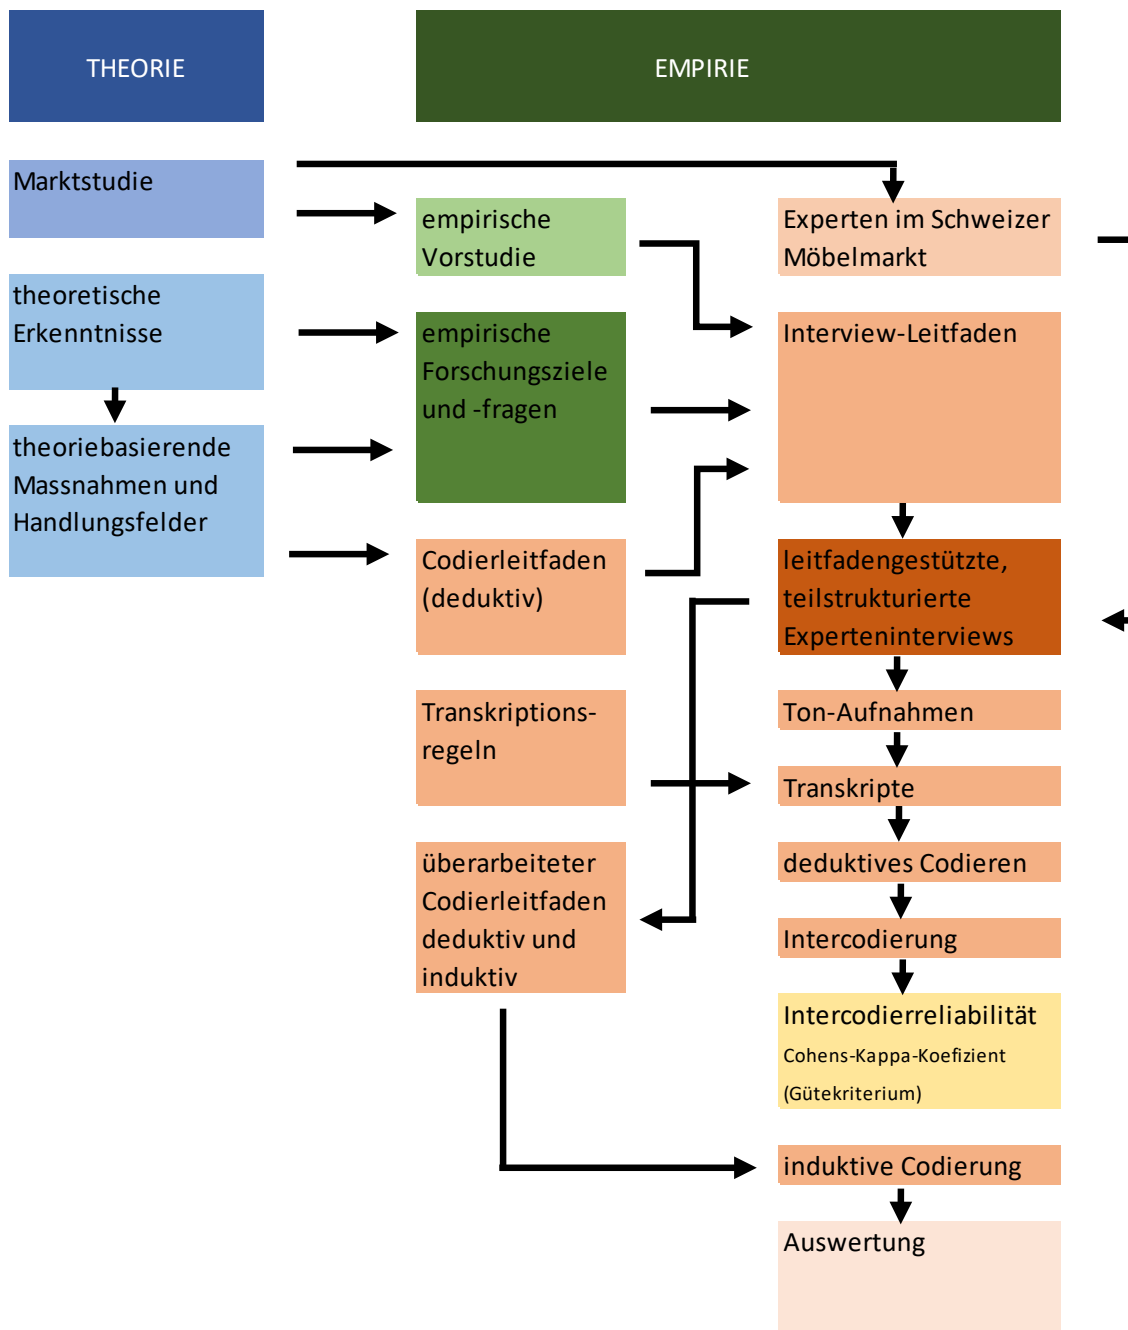 THEORIE
EMPIRIE
Marktstudie
theoretische
Erkenntnisse
theoriebasierende
Massnahmen und
Handlungsfelder
empirische
Vorstudie
empirische
Forschungsziele
und -fragen
Codierleitfaden
(deduktiv)
Transkriptions-
regeln
überarbeiteter
Codierleitfaden
deduktiv und
induktiv
Experten im Schweizer
Möbelmarkt
Interview-Leitfaden
leitfadengestützte,
teilstrukturierte
Experteninterviews
Ton-Aufnahmen
Transkripte
deduktives Codieren
Intercodierung
Intercodierreliabilität
Cohens-Kappa-Koefizient
(Gütekriterium)
induktive Codierung
Auswertung